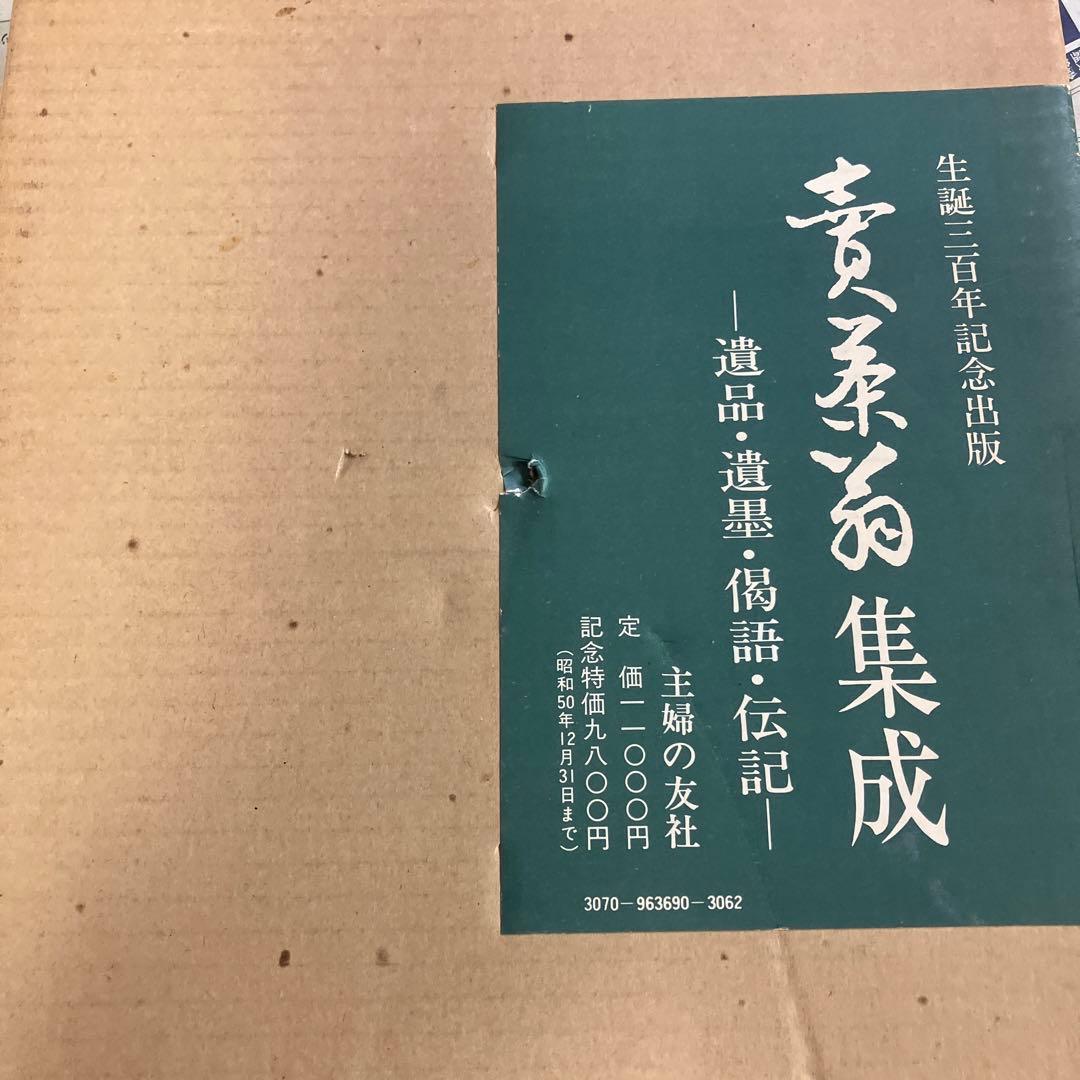 生誕三百年記念出版
賣茶翁集成
―遺品・遺墨・偈語・伝記―
主婦の友社
定 価一一〇〇〇円
記念特価九八〇〇円
(昭和50年12月31日まで)
3070-963690-3062